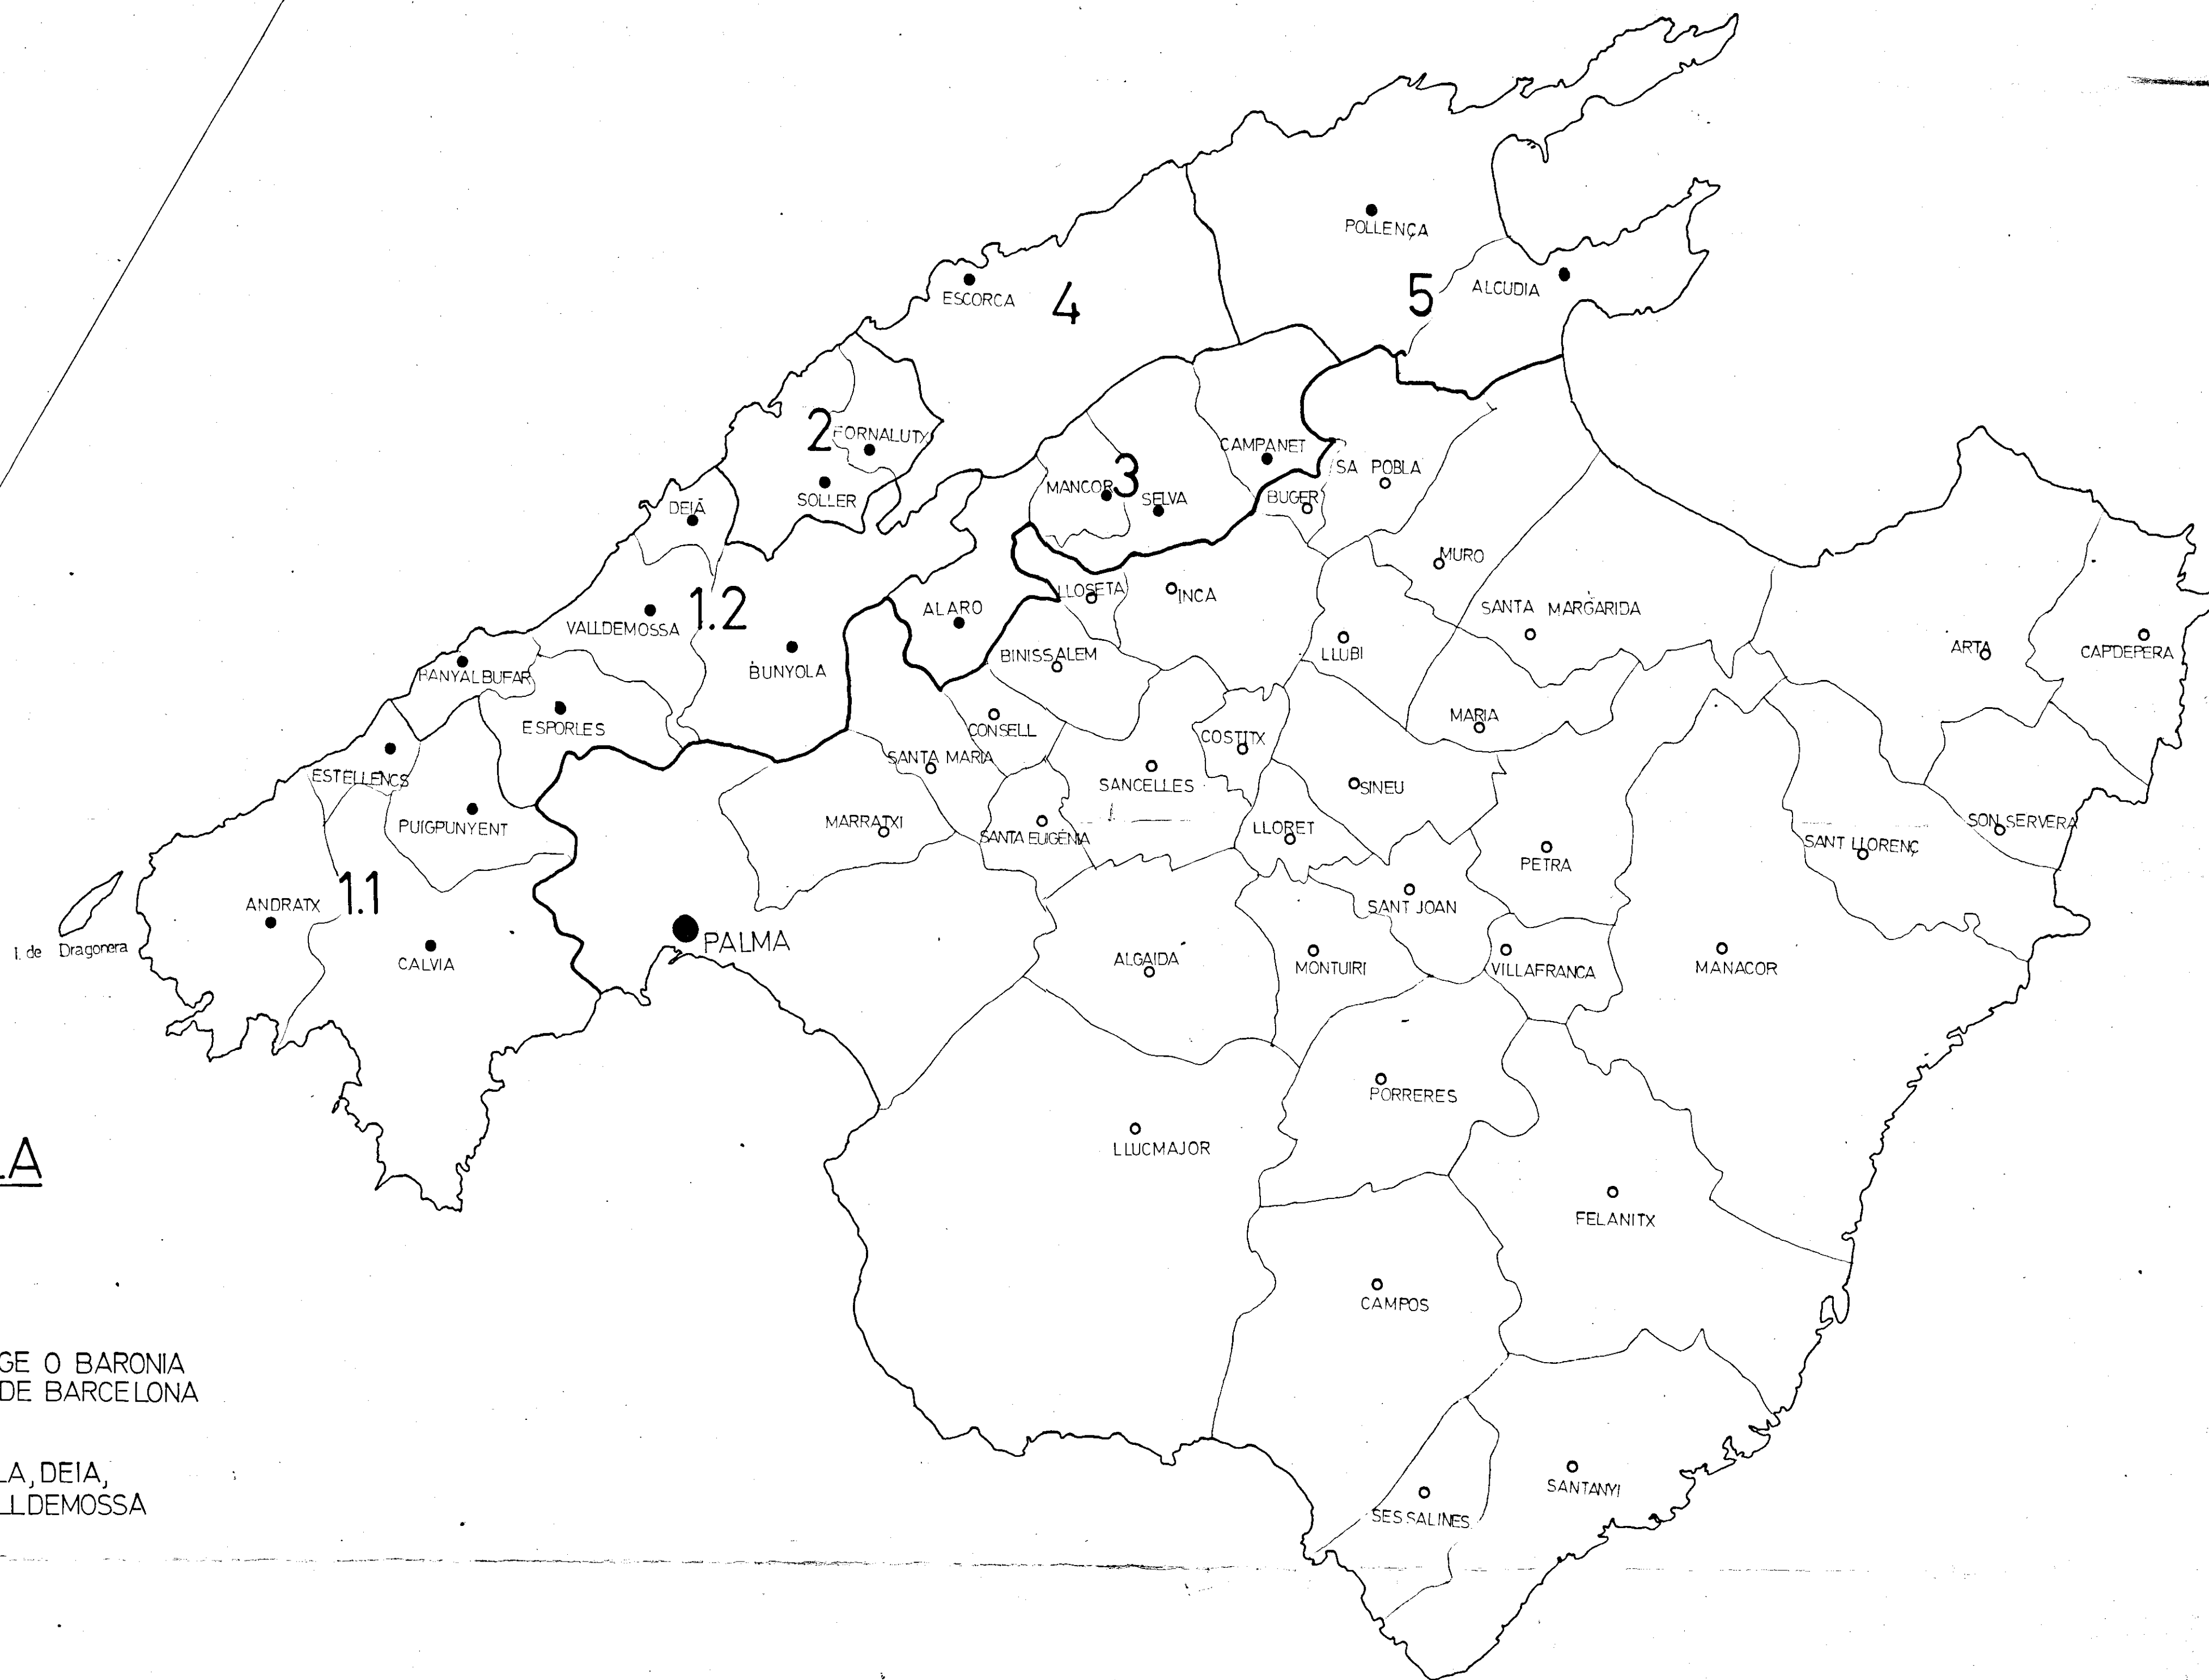 POLLENÇA
ALCUDIA
5
ESCORCA
4
2
FORNALUTX
SOLLER
DEIÀ
CAMPANET
3
MANCOR
SELVA
BUGER
SA POBLA
MURO
VALLDEMOSSA
1.2
BUNYOLA
ALARO
LLOSETA
INCA
BINISSALEM
LLUBI
SANTA MARGARIDA
ARTA
CAPDEPERA
BANYALBUFAR
ESPORLES
CONSELL
SANTA MARIA
COSTITX
MARIA
ESTELLENCS
PUIGPUNYENT
MARRATXI
SANTA EUGÈNIA
SANCELLES
SINEU
LLORET
PETRA
SANT LLORENÇ
SON SERVERA
ANDRATX
1.1
CALVIA
I. de Dragonera
PALMA
ALGAIDA
MONTUIRI
SANT JOAN
VILLAFRANCA
MANACOR
PORRERES
LLUCMAJOR
FELANITX
CAMPOS
SANTANYI
SES SALINES
LA
GE O BARONIA
DE BARCELONA
LA, DEIA,
LLDEMOSSA